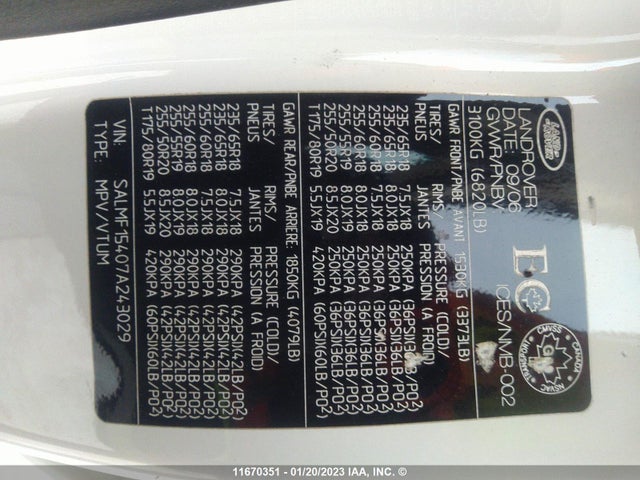 LAND
ROVER
LANDROVER
DATE: 09/06
GVWR/PNBV
3100KG (6820LB)
EC
ICES/NMB-002
CANADA
CMVSS
NSVAC
TRANSPORT
GAWR FRONT/PNBE AVANT 1530KG (3373LB)
TIRES/ RIMS/ PRESSURE (COLD)/
PNEUS JANTES PRESSION (A FROID)
235/65R18 7.5JX18 250KPA (36PSI)(36LB/PO2)
235/65R18 8.0JX18 250KPA (36PSI)(36LB/PO2)
255/60R18 7.5JX18 250KPA (36PSI)(36LB/PO2)
255/60R18 8.0JX18 250KPA (36PSI)(36LB/PO2)
255/55R19 8.0JX19 250KPA (36PSI)(36LB/PO2)
255/50R20 8.5JX20 250KPA (36PSI)(36LB/PO2)
T175/80R19 5.5JX19 420KPA (60PSI)(60LB/PO2)
GAWR REAR/PNBE ARRIERE: 1850KG (4079LB)
TIRES/ RIMS/ PRESSURE (COLD)/
PNEUS JANTES PRESSION (A FROID)
235/65R18 7.5JX18 290KPA (42PSI)(42LB/PO2)
235/65R18 8.0JX18 290KPA (42PSI)(42LB/PO2)
255/60R18 7.5JX18 290KPA (42PSI)(42LB/PO2)
255/60R18 8.0JX18 290KPA (42PSI)(42LB/PO2)
255/55R19 8.0JX19 290KPA (42PSI)(42LB/PO2)
255/50R20 8.5JX20 290KPA (42PSI)(42LB/PO2)
T175/80R19 5.5JX19 420KPA (60PSI)(60LB/PO2)
VIN: SALMF15407A243029
TYPE: MPV/VTUM
11670351 - 01/20/2023 IAA, INC. ©